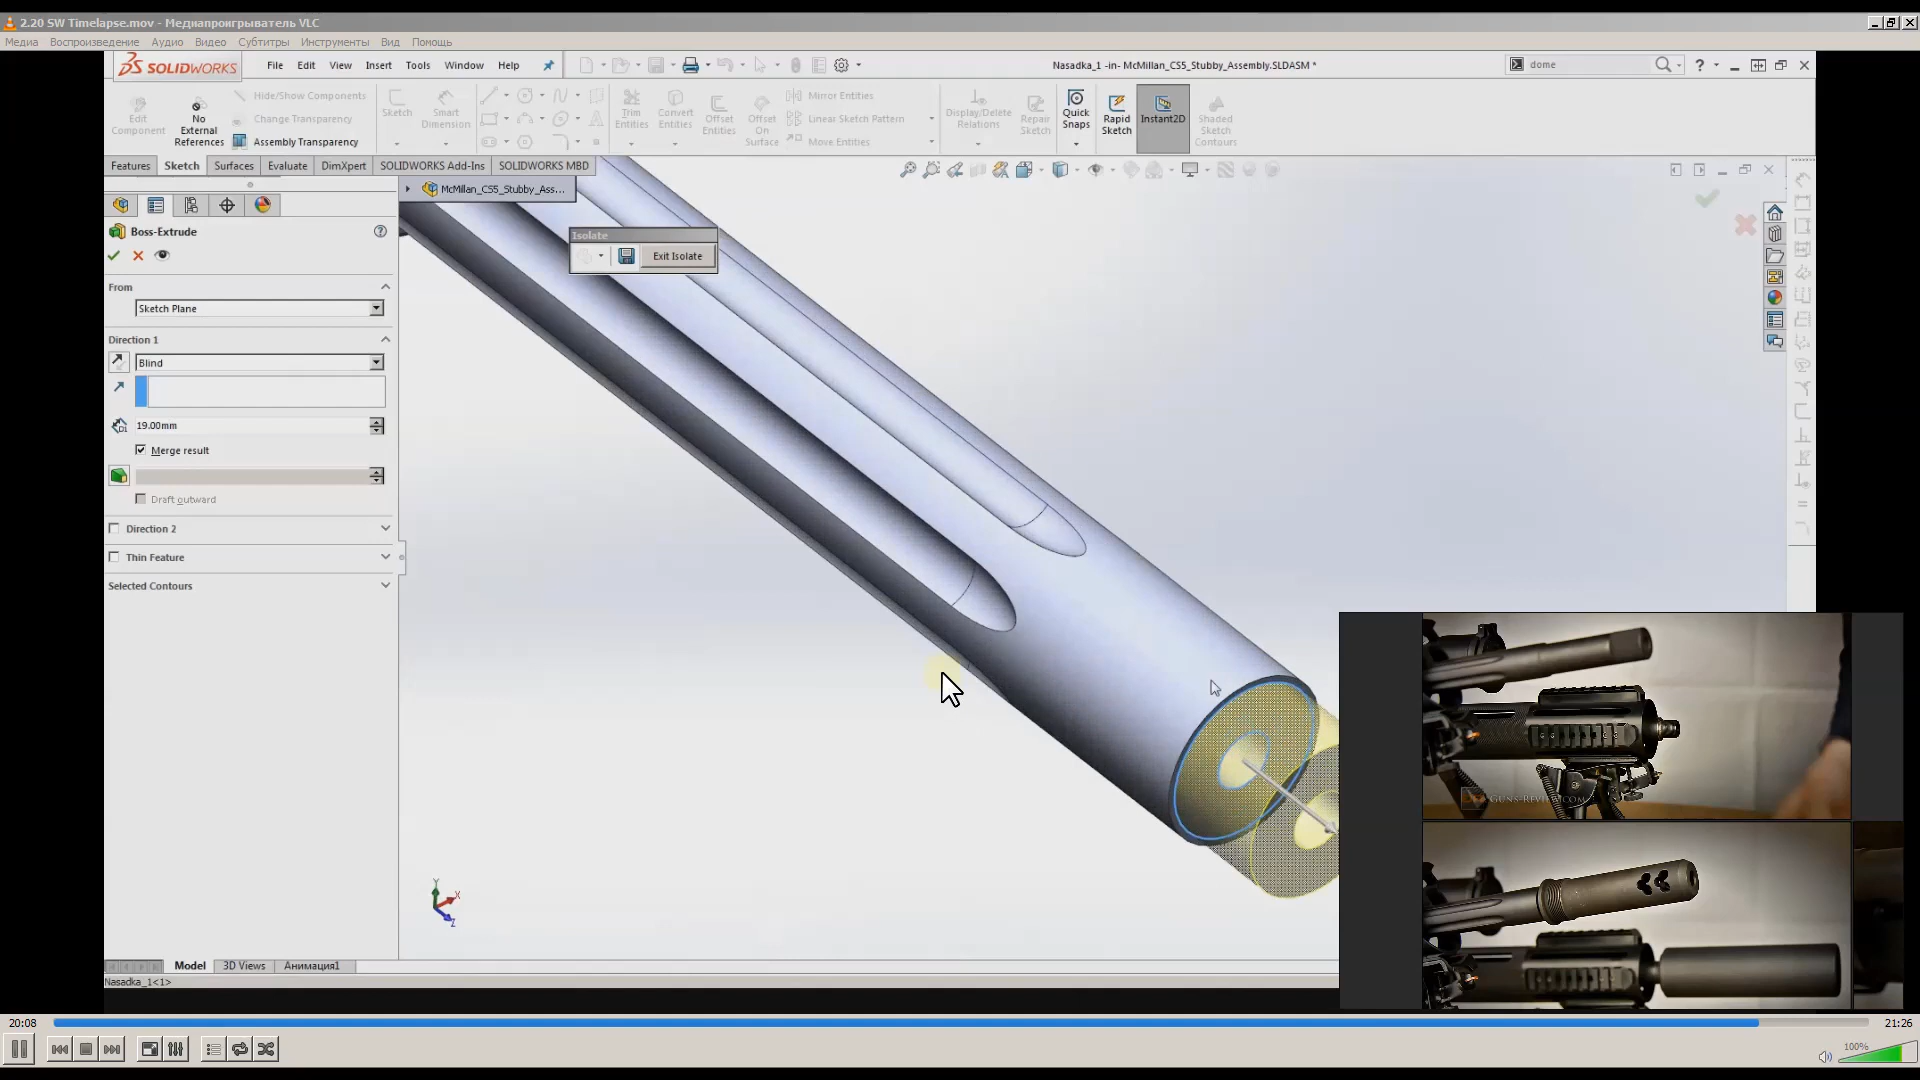 2.20 SW Timelapse.mov - Медиапроигрыватель VLC
Медиа Воспроизведение Аудио Видео Субтитры Инструменты Вид Помощь
SOLIDWORKS File Edit View Insert Tools Window Help
Nasadka_1 -in- McMillan_CS5_Stubby_Assembly.SLDASM *
dome
Edit Component
No External References
Hide/Show Components
Change Transparency
Assembly Transparency
Sketch
Smart Dimension
Trim Entities
Convert Entities
Offset Entities
Offset On Surface
Mirror Entities
Linear Sketch Pattern
More Entities
Display/Delete Relations
Repair Sketch
Quick Snaps
Rapid Sketch
Instant2D
Shaded Sketch Contours
Features Sketch Surfaces Evaluate DimXpert SOLIDWORKS Add-Ins SOLIDWORKS MBD
McMillan_CS5_Stubby_Ass...
Boss-Extrude
Isolate
Exit Isolate
From
Sketch Plane
Direction 1
Blind
19.00mm
Merge result
Draft outward
Direction 2
Thin Feature
Selected Contours
GUNS-REVIEW.COM
Y
X
Z
Model 3D Views Анимация1
Nasadka_1<1>
20:08
21:26
100%